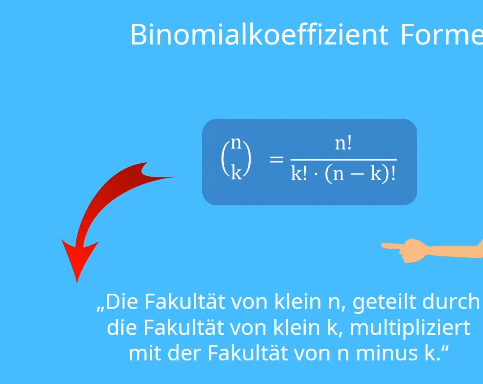 Binomialkoeffizient Forme
(n k) = n! / k! · (n − k)!
„Die Fakultät von klein n, geteilt durch
die Fakultät von klein k, multipliziert
mit der Fakultät von n minus k.“